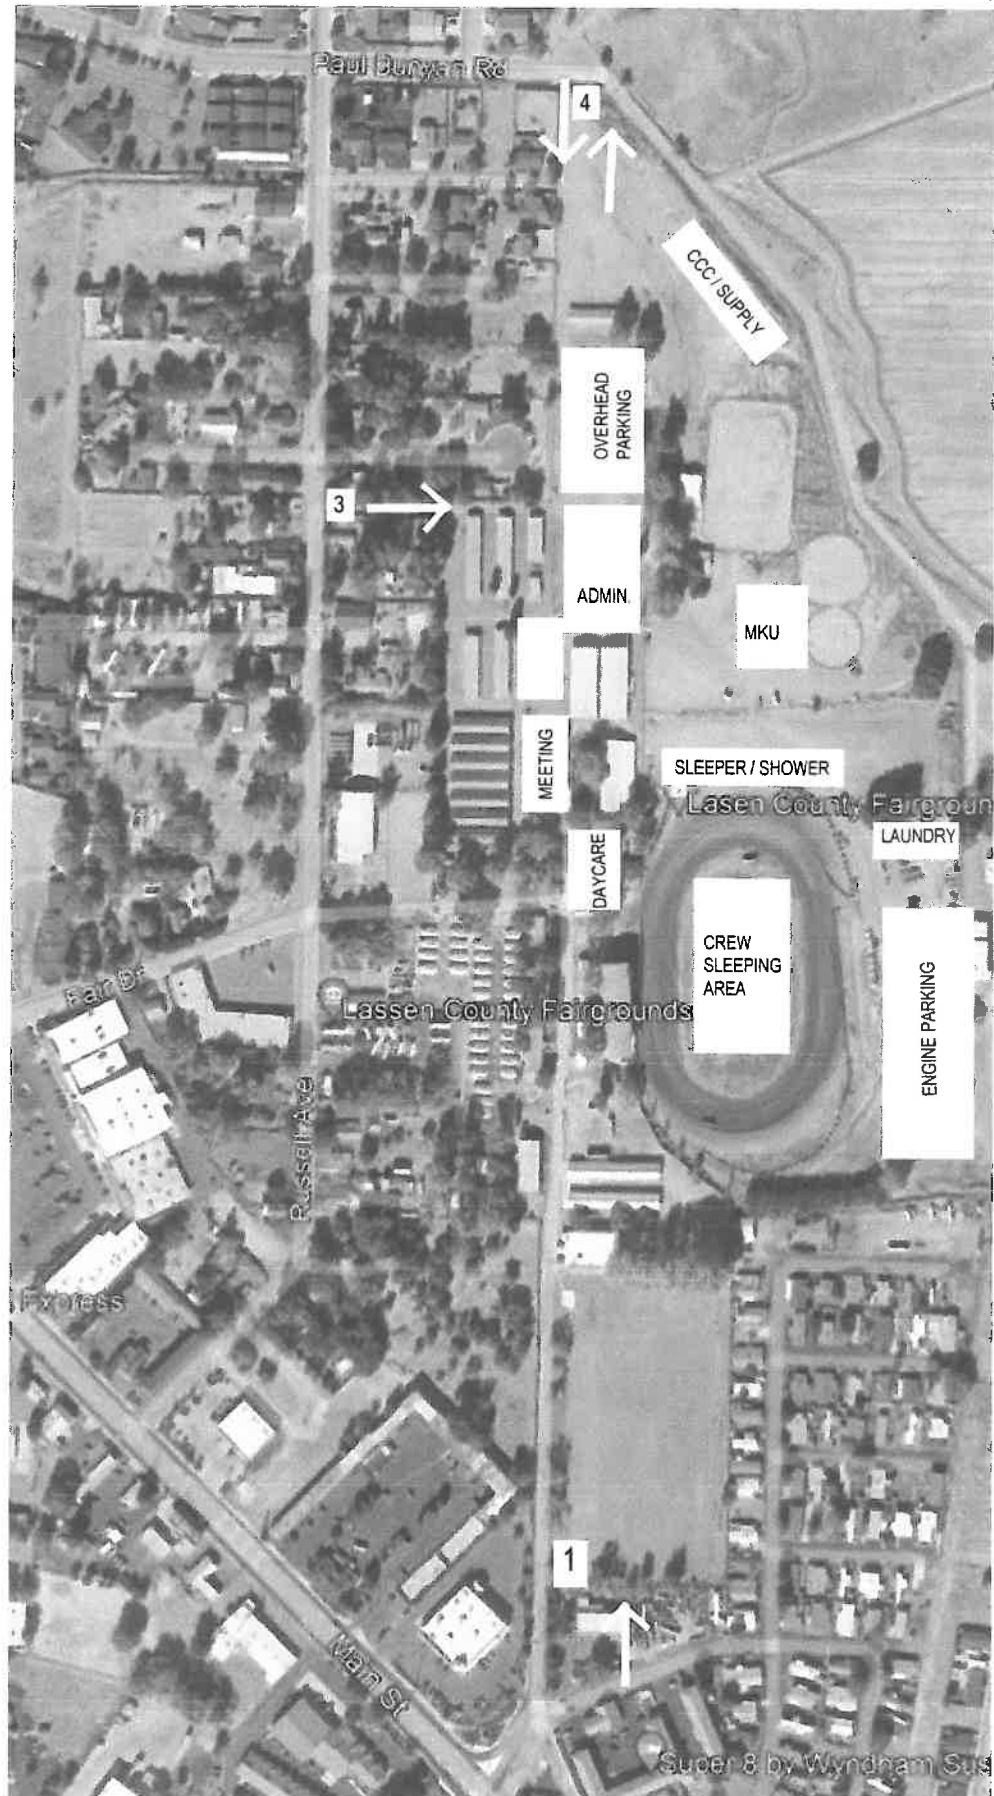 Paul Bunyan Rd
4
CCC / SUPPLY
OVERHEAD
PARKING
3
ADMIN.
MKU
MEETING
SLEEPER / SHOWER
Lasen County Fairgroun
LAUNDRY
DAYCARE
CREW
SLEEPING
AREA
ENGINE PARKING
Fair Dr
Lassen County Fairgrounds
Russell Ave
Express
1
Main St
Super 8 by Wyndham Sus